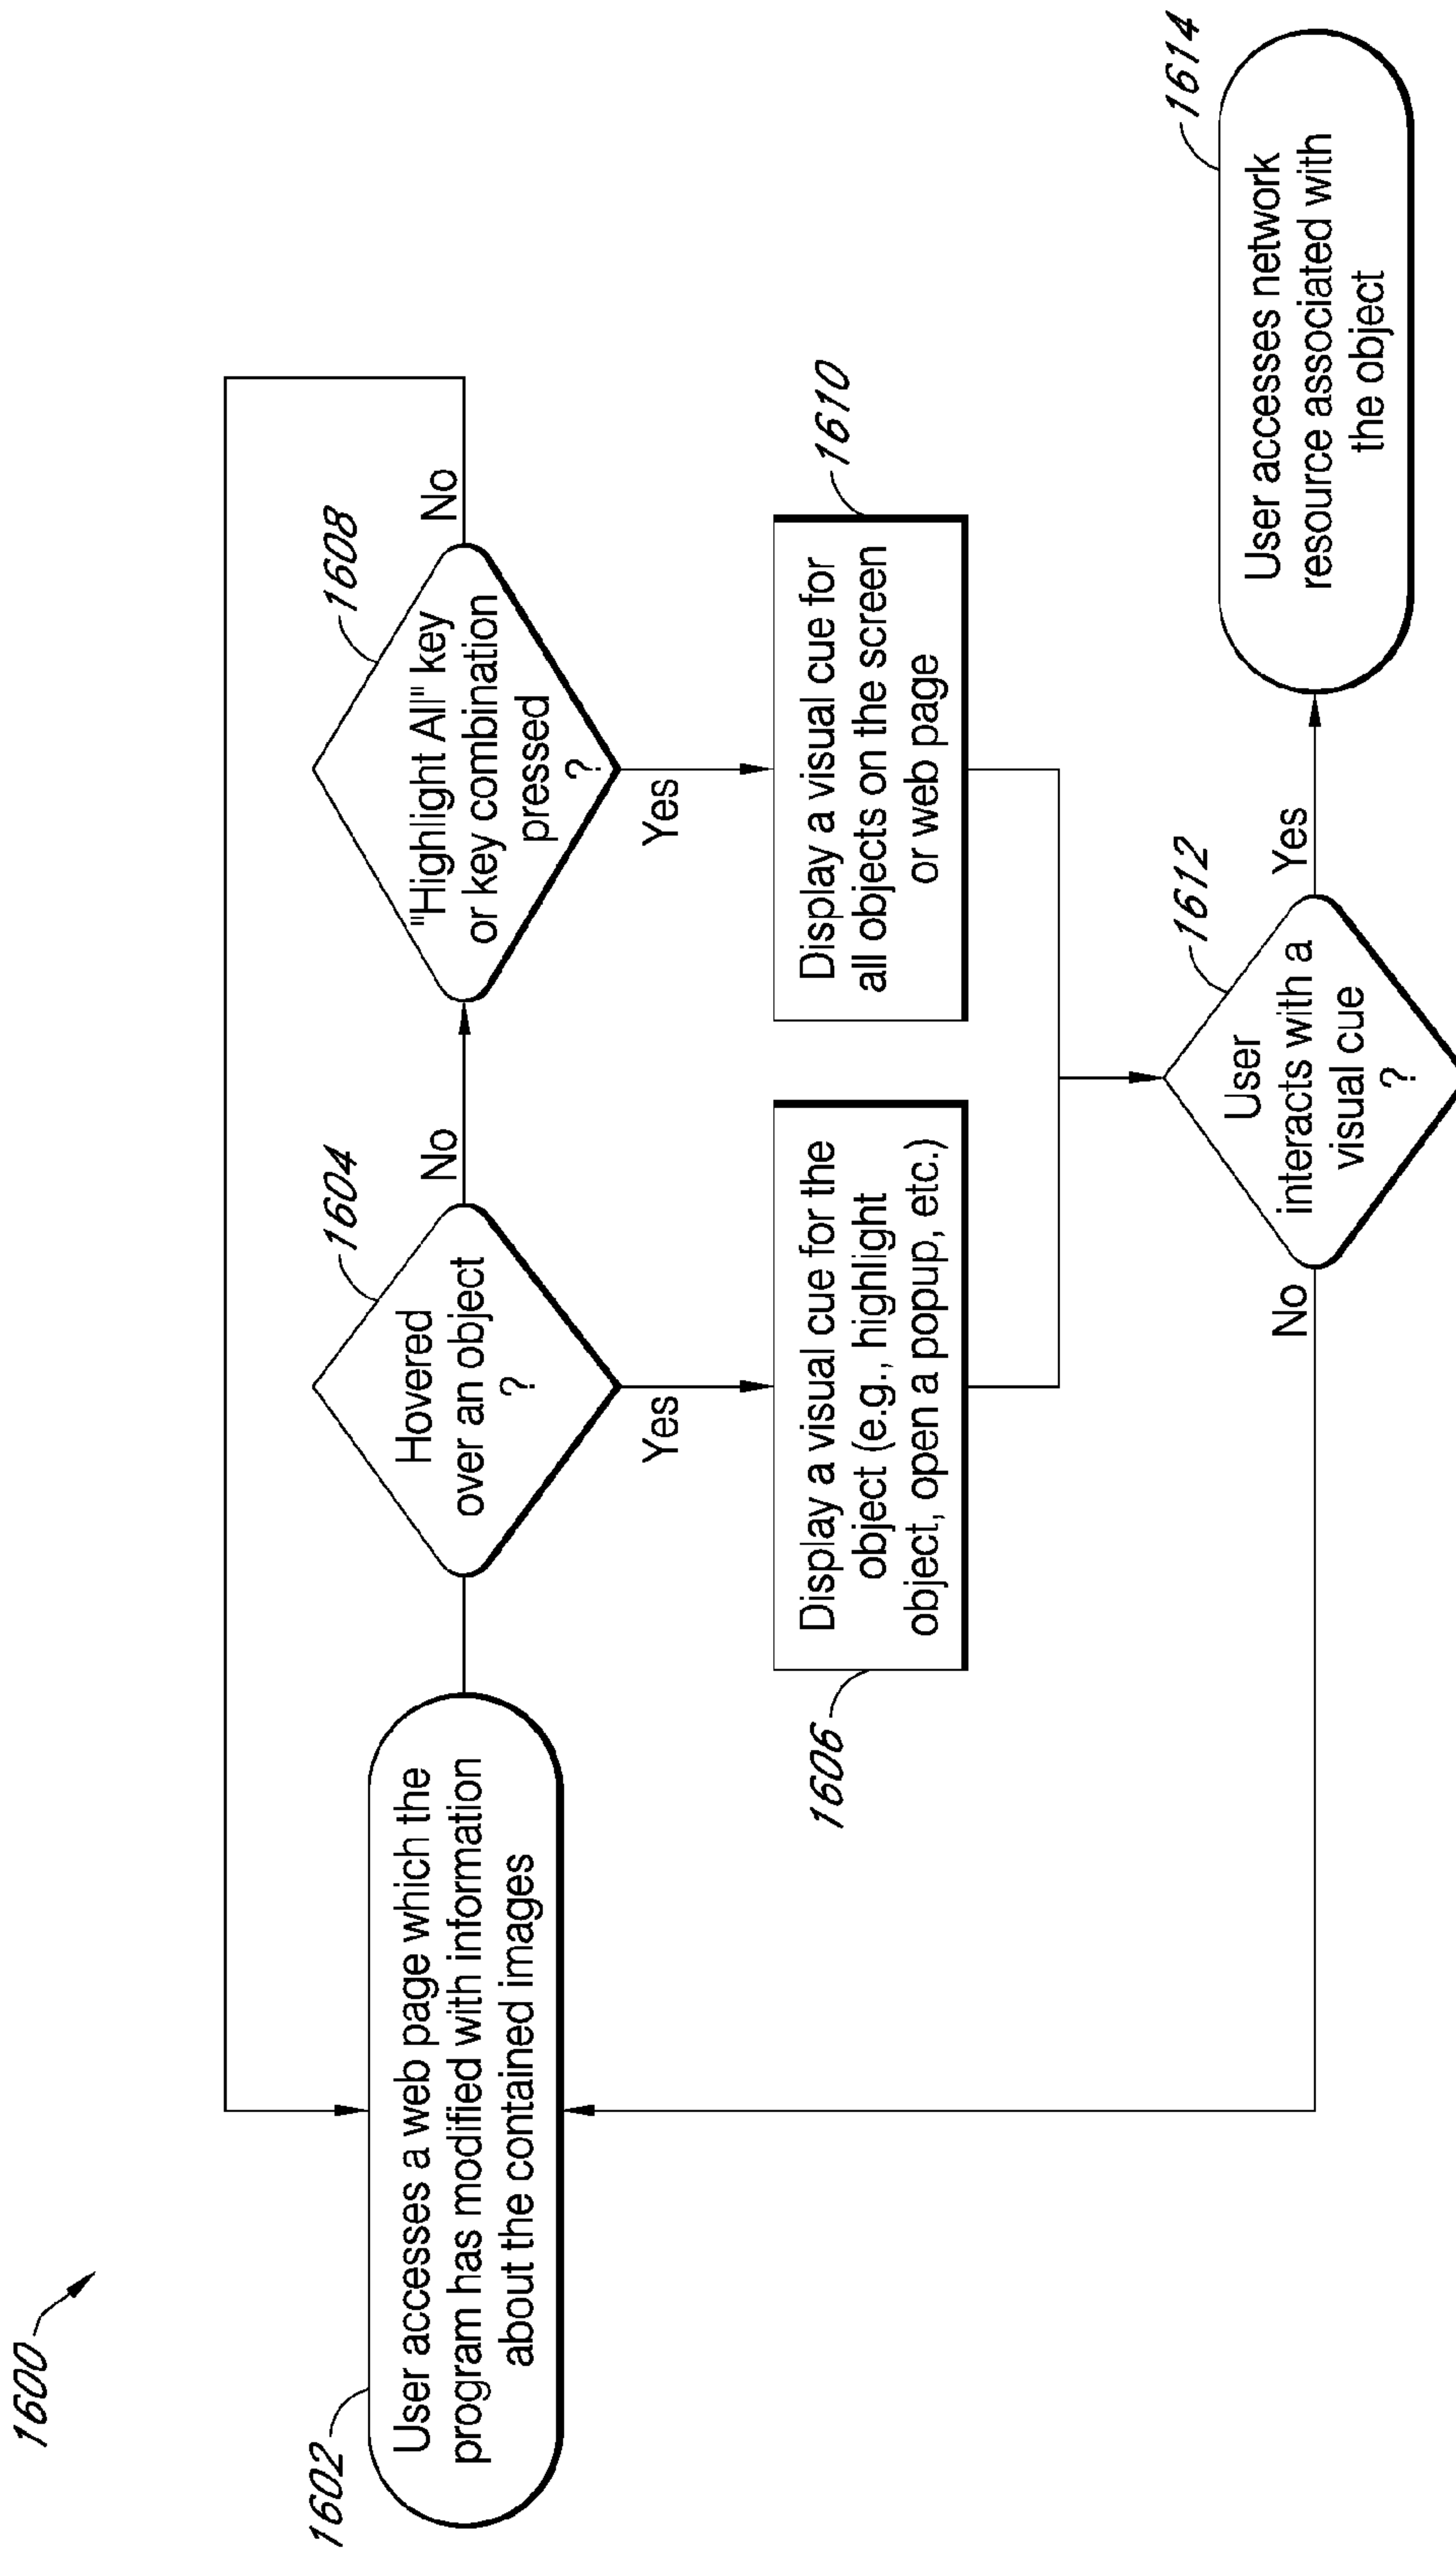 1600
1602
User accesses a web page which the
program has modified with information
about the contained images
1604
Hovered
over an object
?
No
Yes
1608
"Highlight All" key
or key combination
pressed
?
No
Yes
1606
Display a visual cue for the
object (e.g., highlight
object, open a popup, etc.)
1610
Display a visual cue for
all objects on the screen
or web page
1612
User
interacts with a
visual cue
?
No
Yes
1614
User accesses network
resource associated with
the object